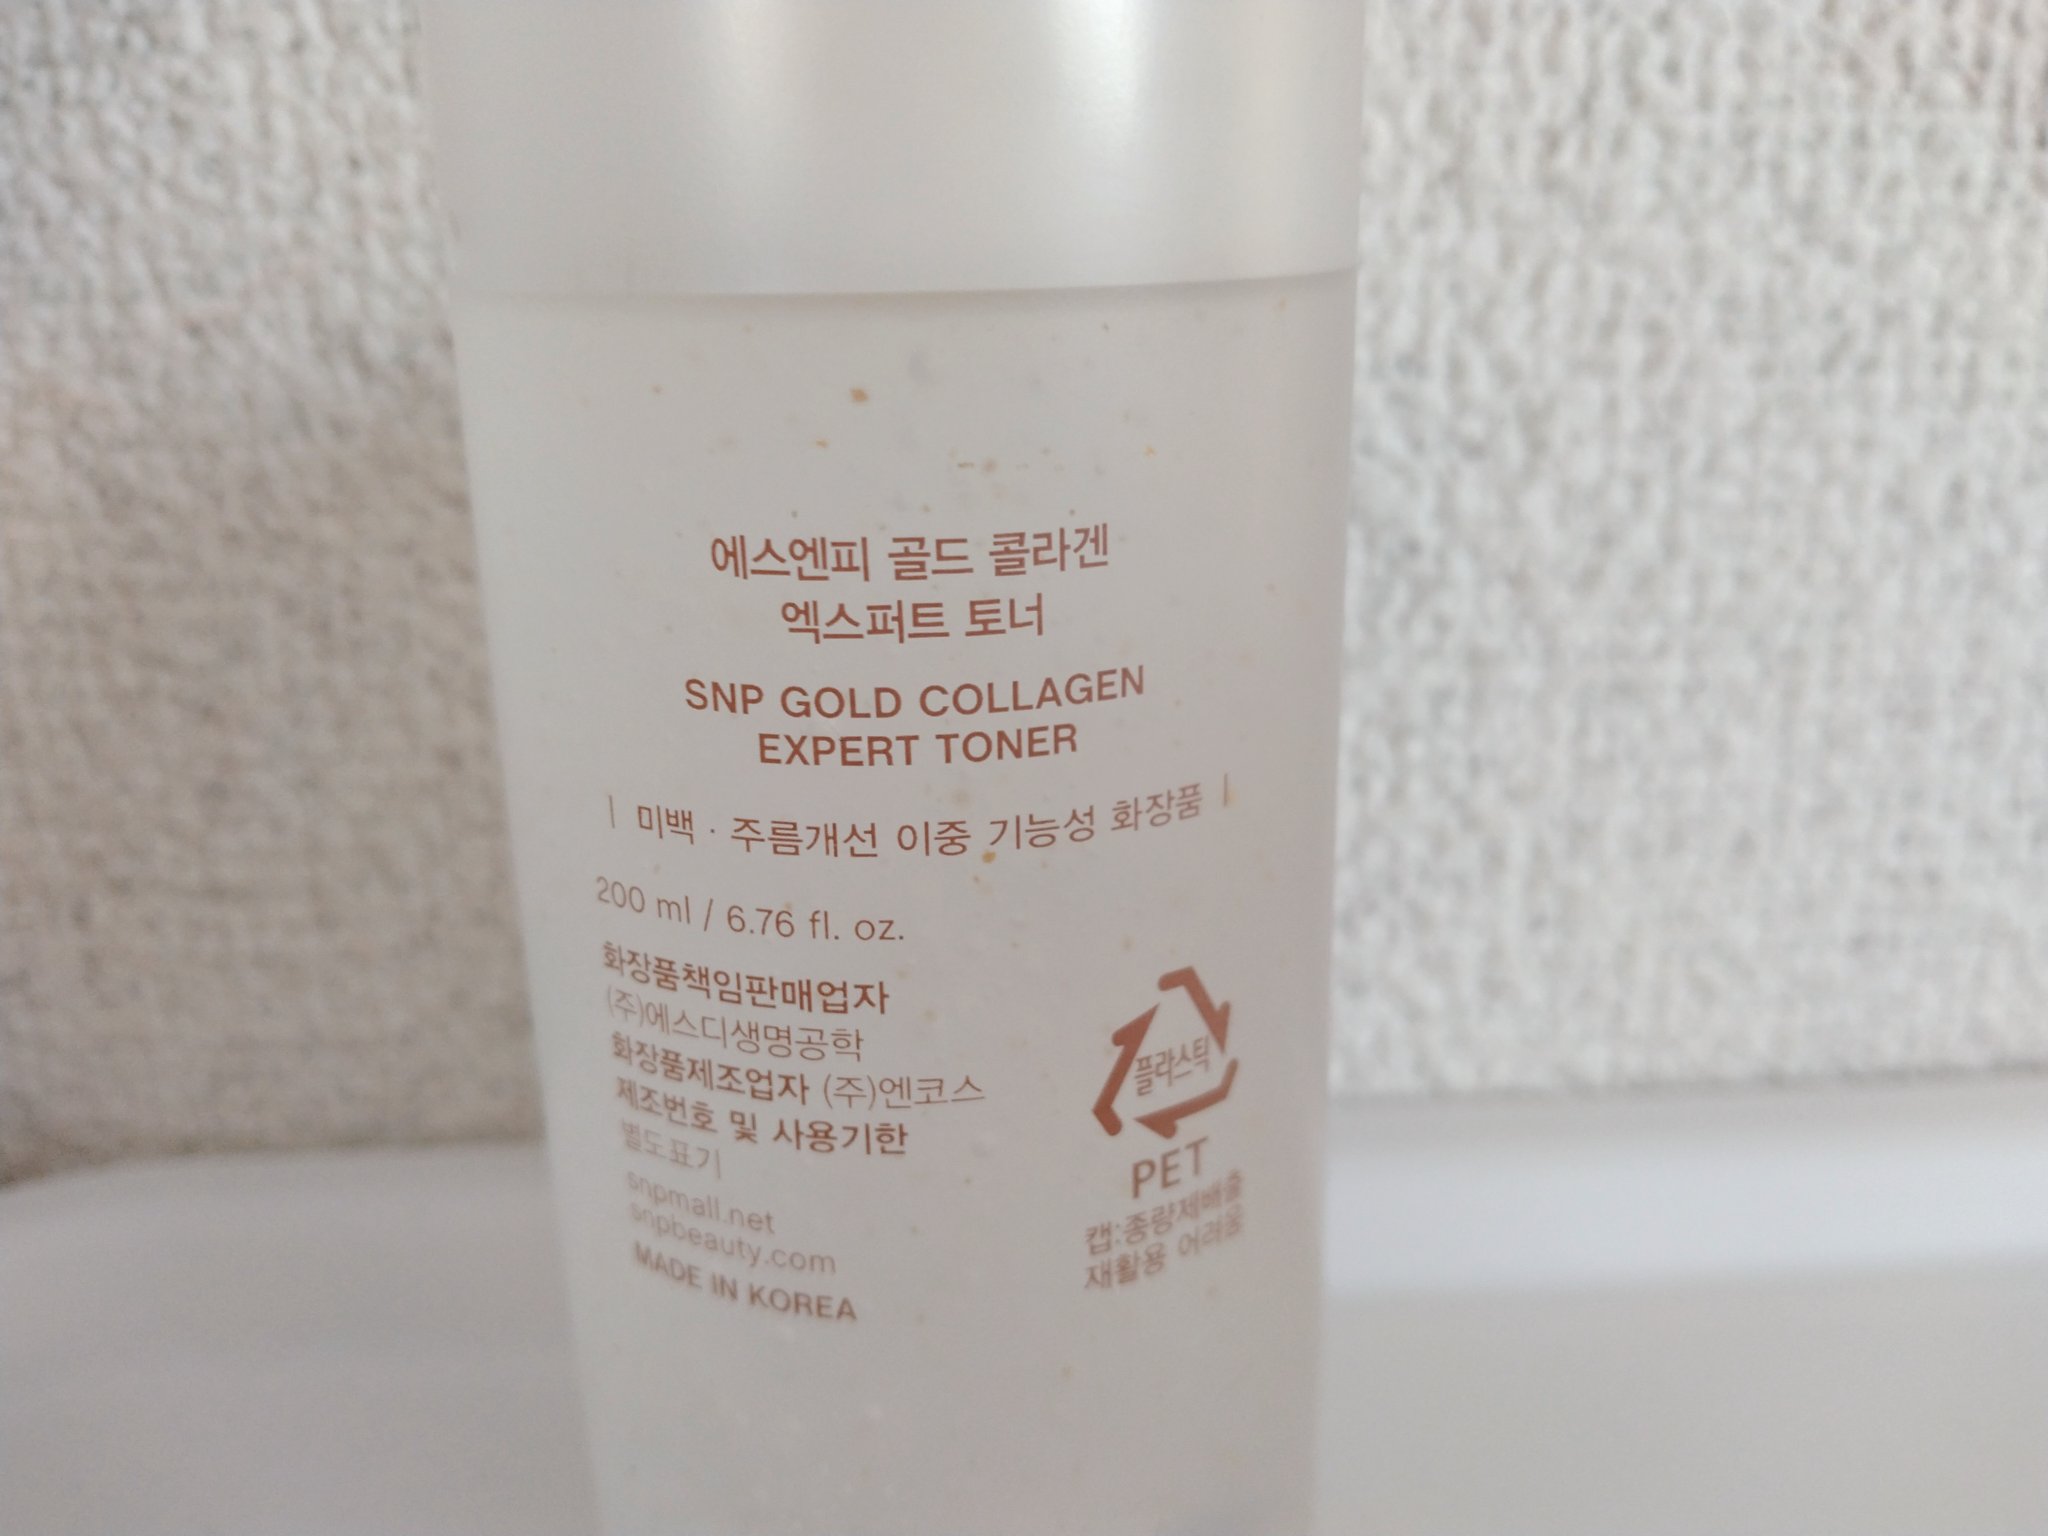 에스엔피 골드 콜라겐
엑스퍼트 토너
SNP GOLD COLLAGEN
EXPERT TONER
| 미백 · 주름개선 이중 기능성 화장품 |
200 ml / 6.76 fl. oz.
화장품책임판매업자
(주)에스디생명공학
화장품제조업자 (주)엔코스
제조번호 및 사용기한
별도표기
snpmall.net
snpbeauty.com
MADE IN KOREA
플라스틱
PET
캡:종량제배출
재활용 어려움